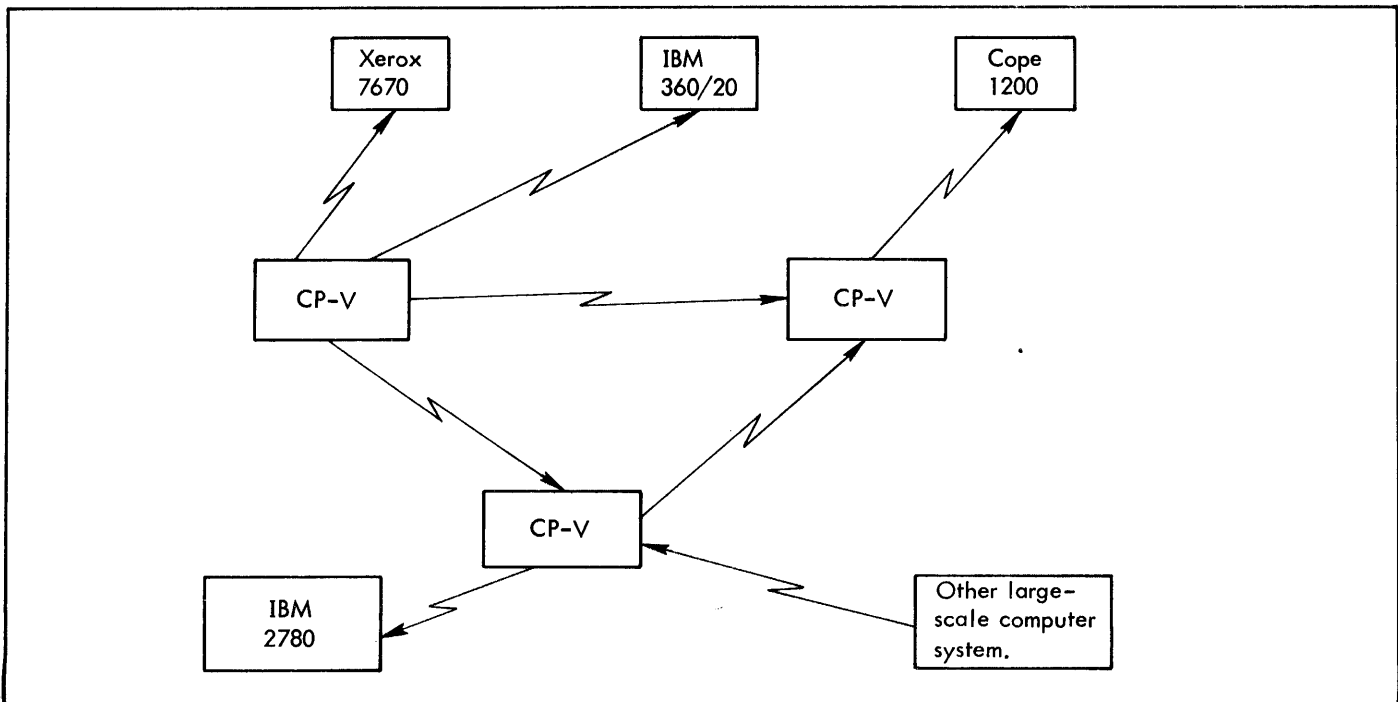 Xerox
7670
IBM
360/20
Cope
1200
CP-V
CP-V
CP-V
IBM
2780
Other large-
scale computer
system.